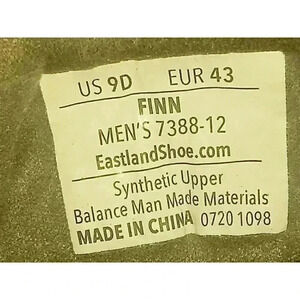 US 9D EUR 43
FINN
MEN'S 7388-12
EastlandShoe.com
Synthetic Upper
Balance Man Made Materials
MADE IN CHINA 0720 1098